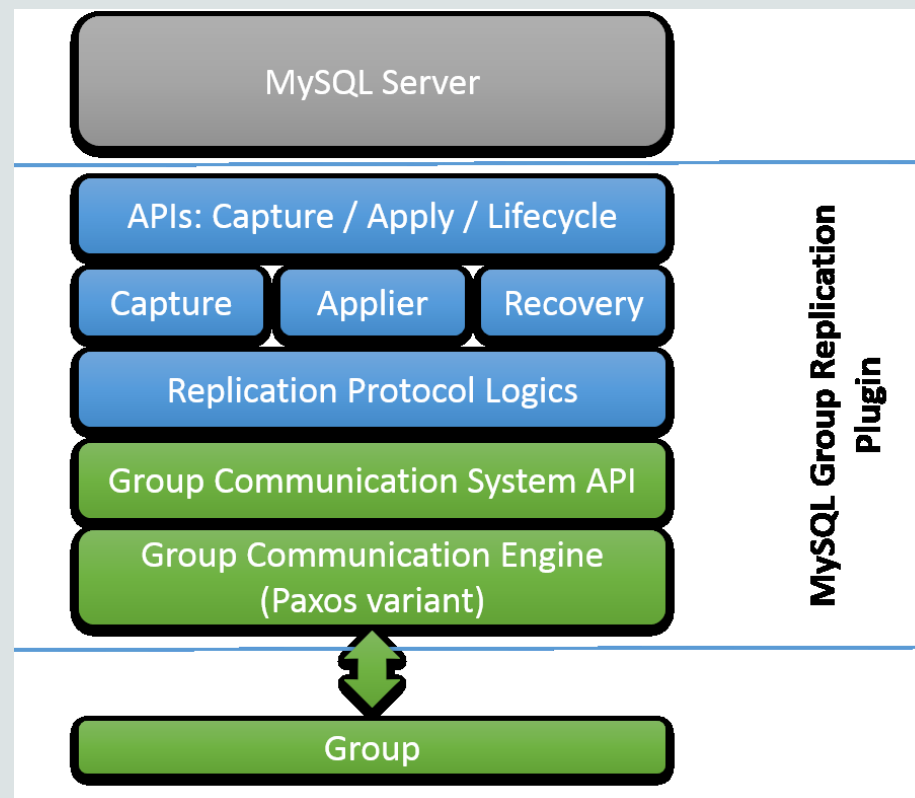 MySQL Server
APIs: Capture / Apply / Lifecycle
Capture
Applier
Recovery
Replication Protocol Logics
Group Communication System API
Group Communication Engine
(Paxos variant)
Group
MySQL Group Replication
Plugin